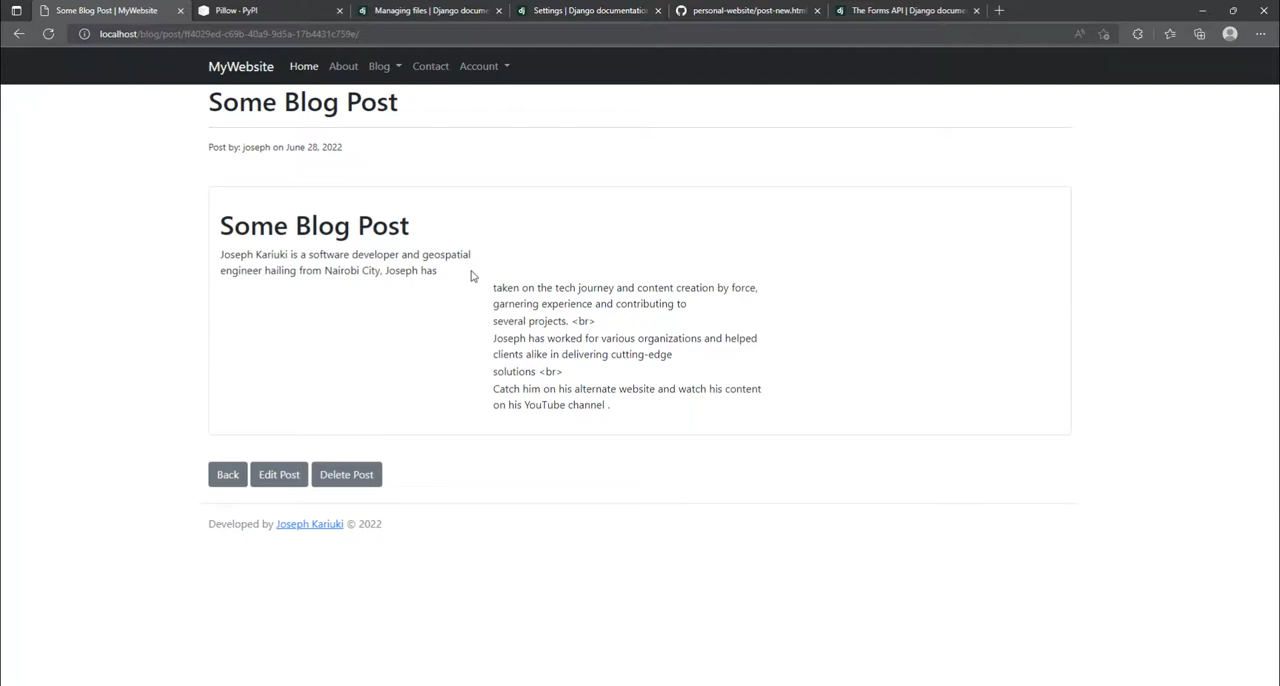 Some Blog Post | MyWebsite
Pillow · PyPI
Managing files | Django docume
Settings | Django documentatio
personal-website/post-new.html
The Forms API | Django docume
localhost/blog/post/ff4029ed-c69b-40a9-9d5a-17b4431c759e/
MyWebsite Home About Blog Contact Account
Some Blog Post
Post by: joseph on June 28, 2022
Some Blog Post
Joseph Kariuki is a software developer and geospatial
engineer hailing from Nairobi City, Joseph has
taken on the tech journey and content creation by force,
garnering experience and contributing to
several projects. <br>
Joseph has worked for various organizations and helped
clients alike in delivering cutting-edge
solutions <br>
Catch him on his alternate website and watch his content
on his YouTube channel .
Back Edit Post Delete Post
Developed by Joseph Kariuki © 2022